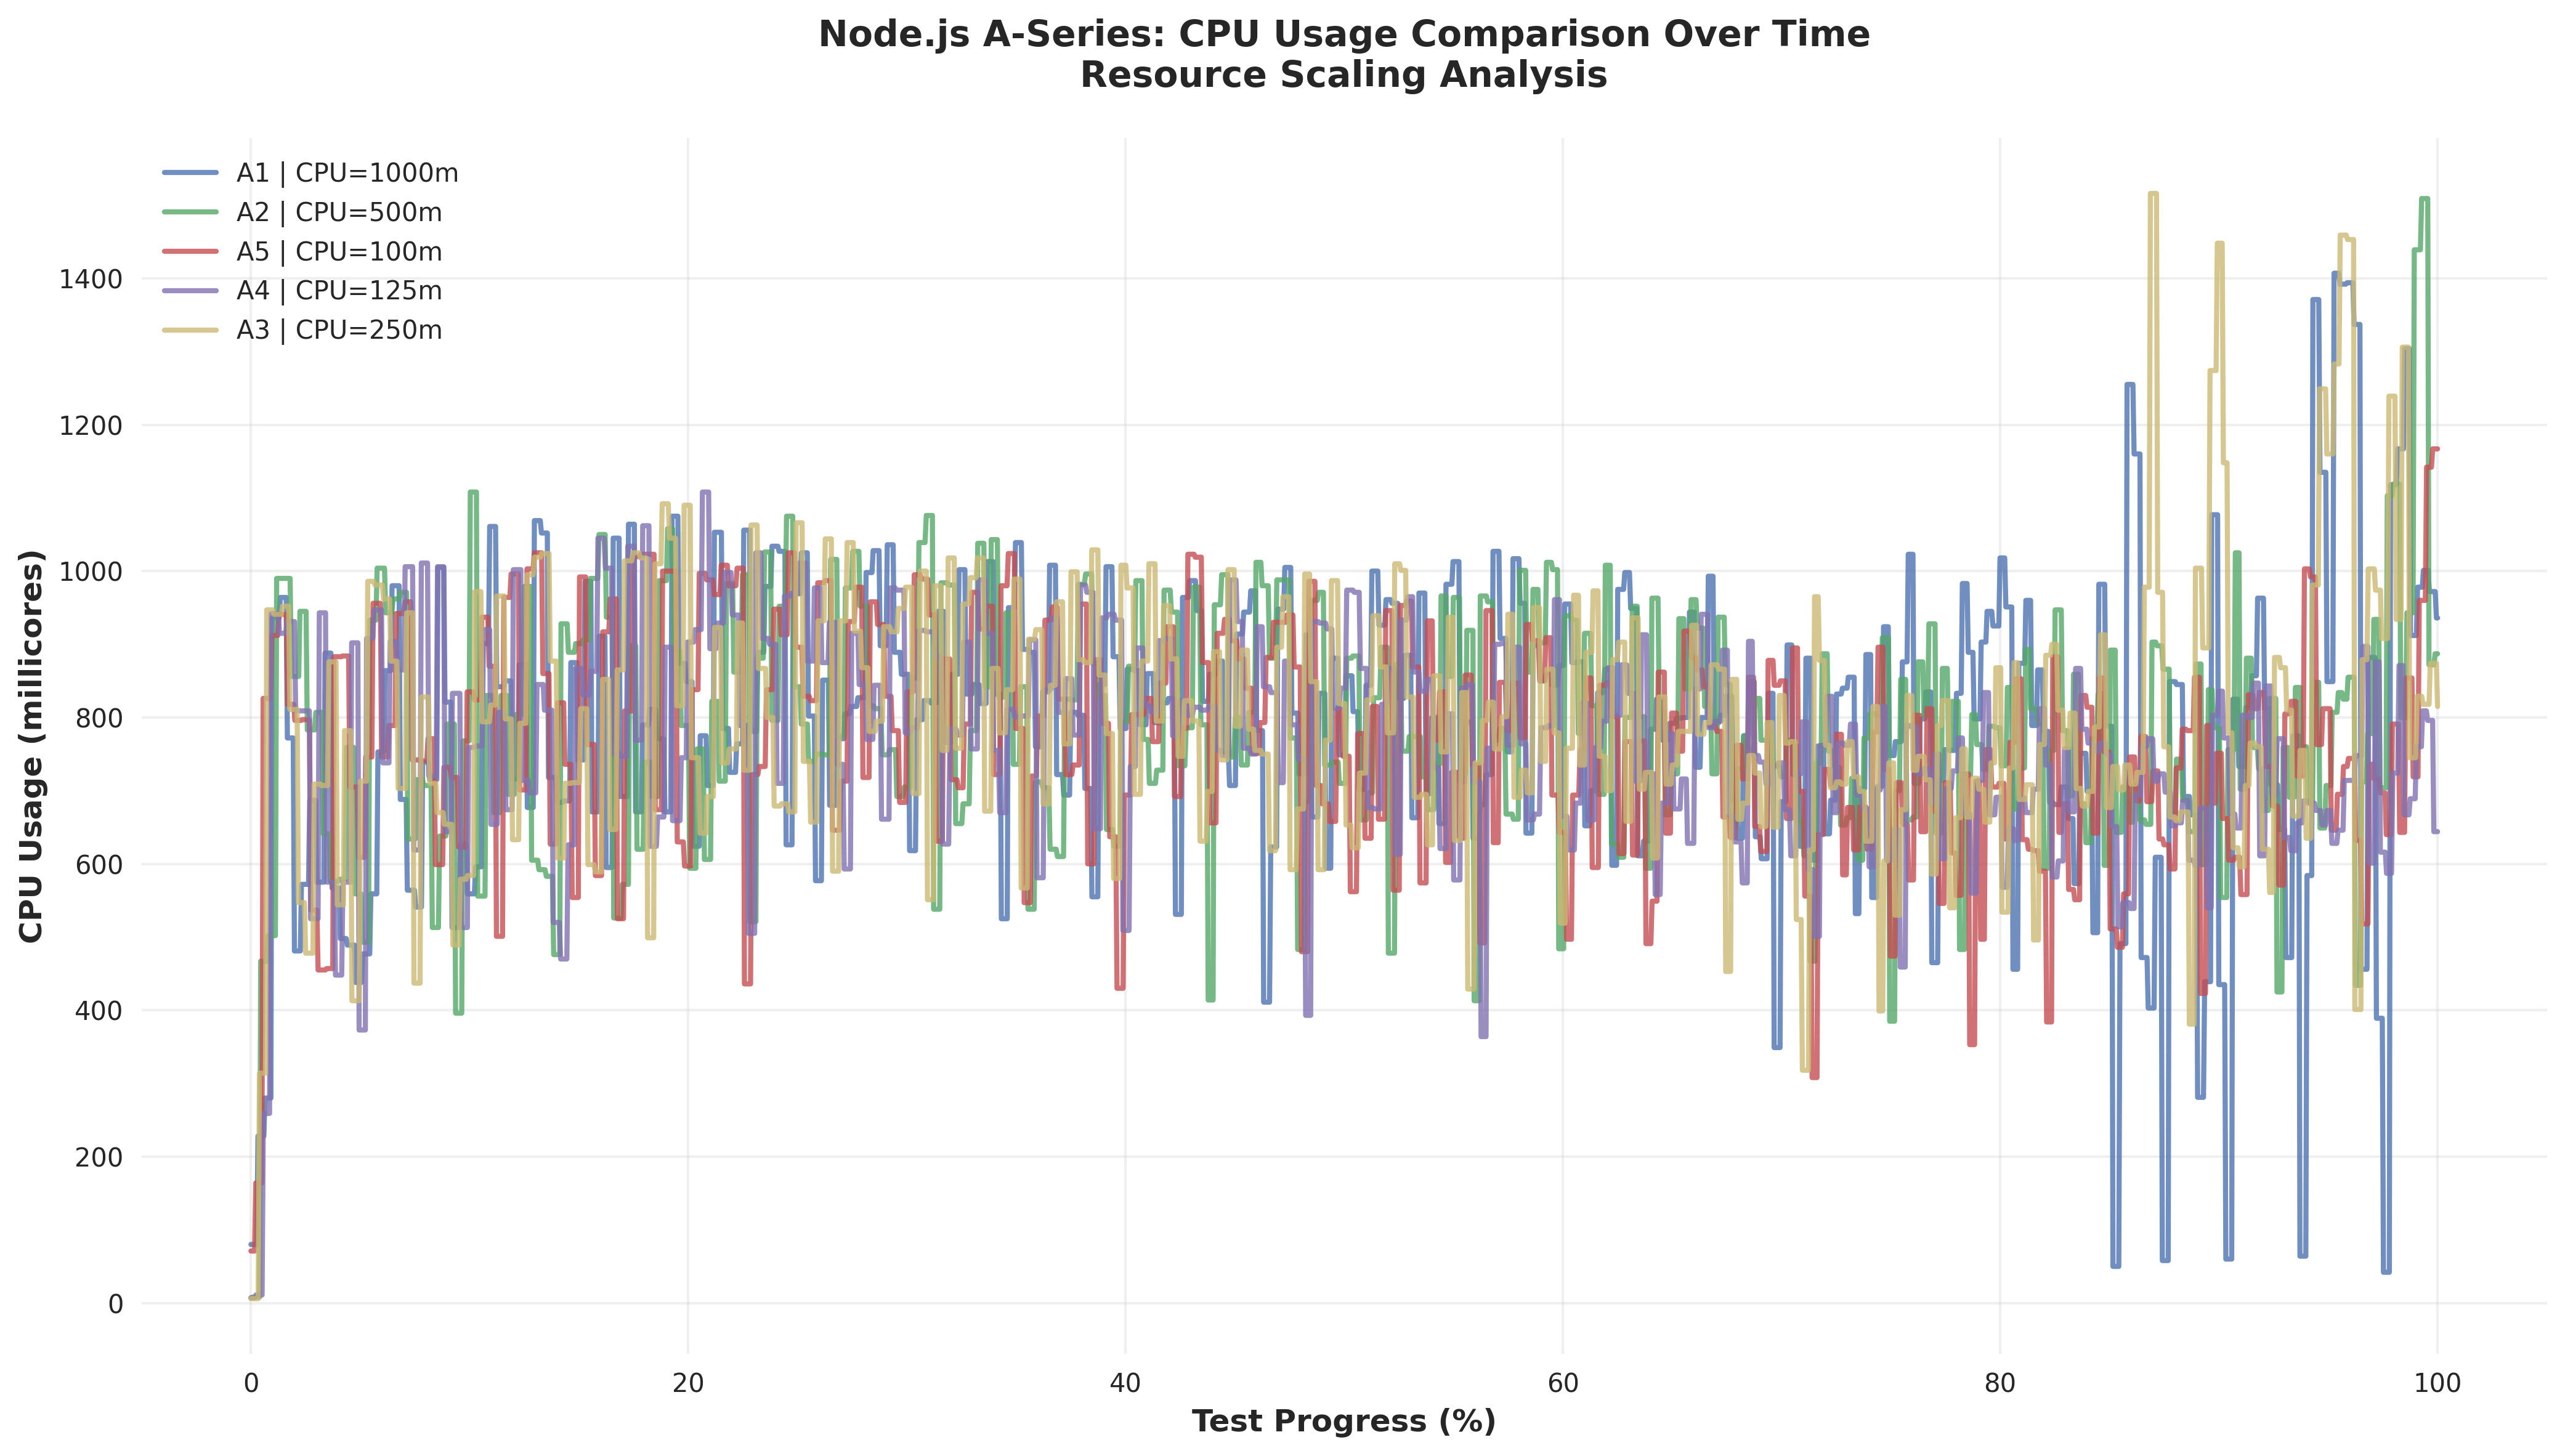 Node.js A-Series: CPU Usage Comparison Over Time
Resource Scaling Analysis
A1 | CPU=1000m
A2 | CPU=500m
A5 | CPU=100m
A4 | CPU=125m
A3 | CPU=250m
CPU Usage (millicores)
1400
1200
1000
800
600
400
200
0
0 20 40 60 80 100
Test Progress (%)